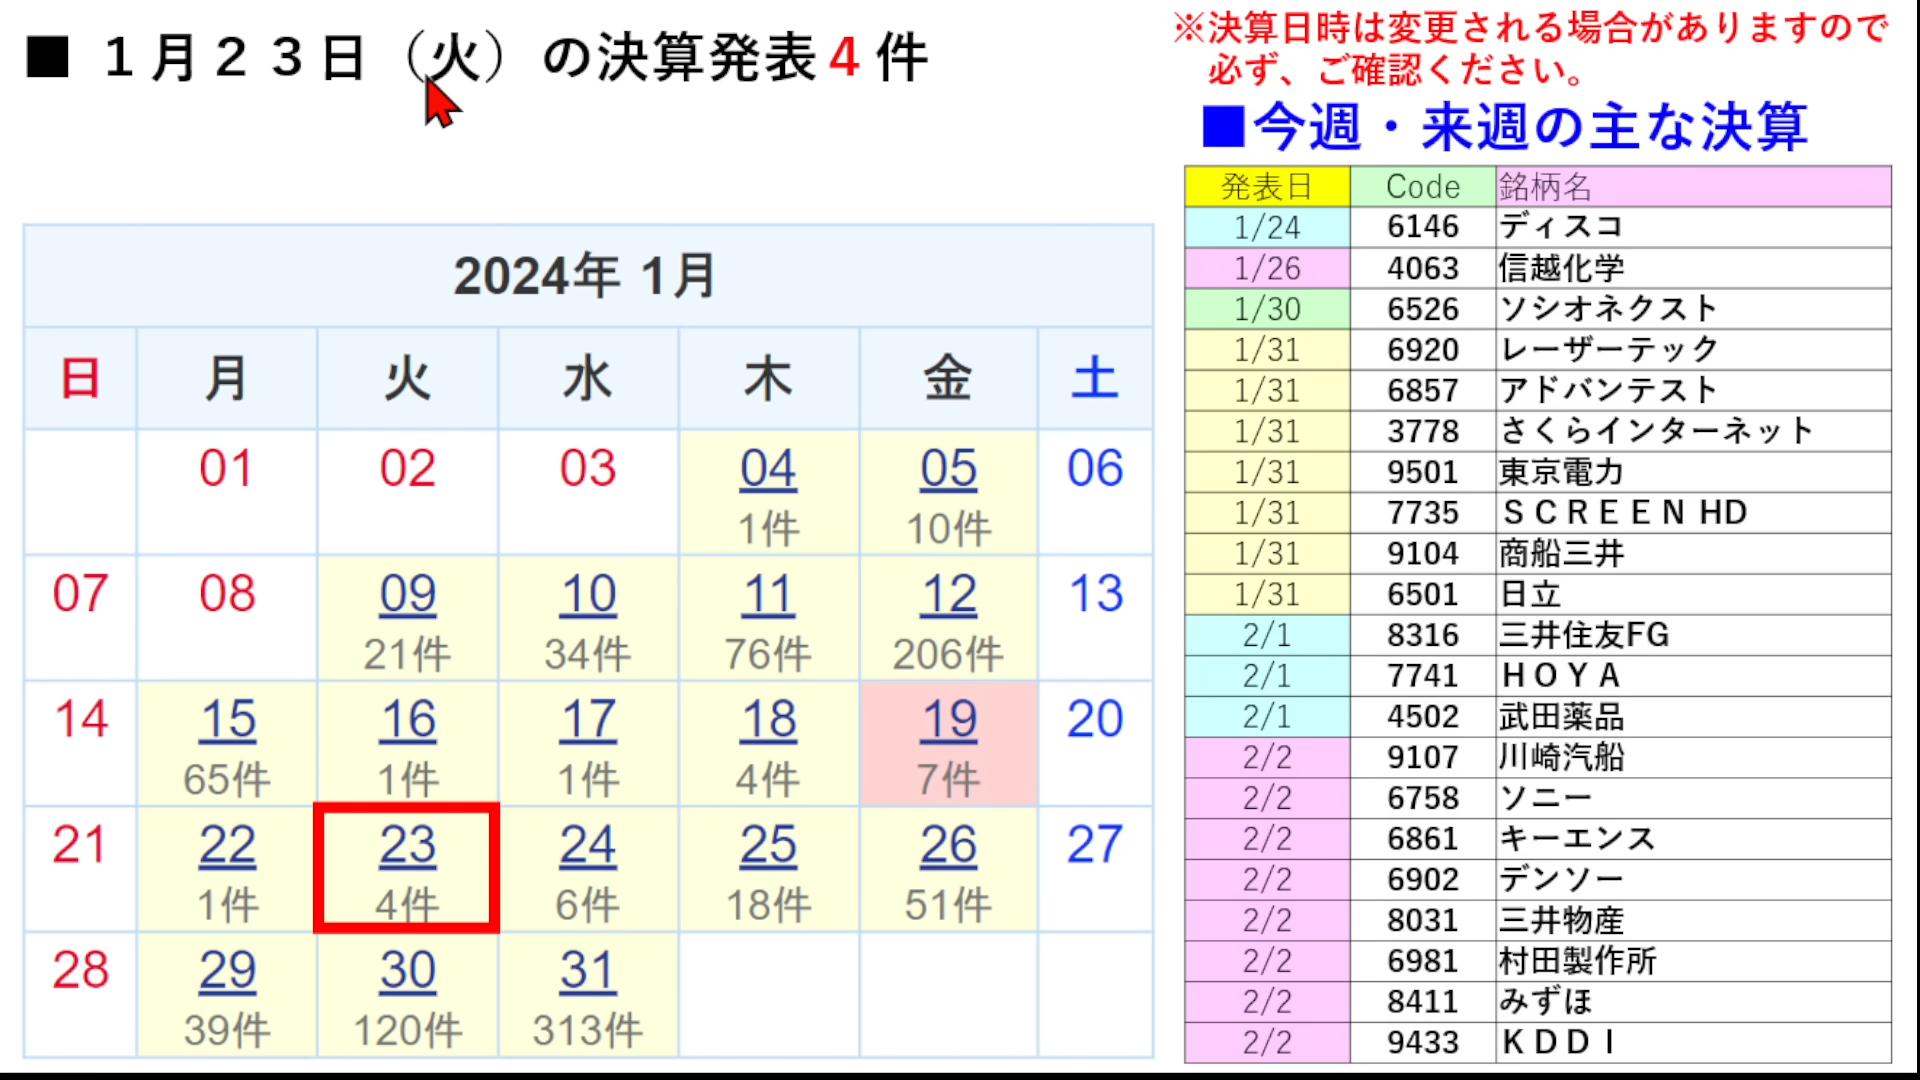 ■ １月２３日（火）の決算発表4 件
※決算日時は変更される場合がありますので
必ず、ご確認ください。
■今週・来週の主な決算
2024年 1月
日 月 火 水 木 金 土
01 02 03 04 05 06
1件 10件
07 08 09 10 11 12 13
21件 34件 76件 206件
14 15 16 17 18 19 20
65件 1件 1件 4件 7件
21 22 23 24 25 26 27
1件 4件 6件 18件 51件
28 29 30 31
39件 120件 313件
発表日 Code 銘柄名
1/24 6146 ディスコ
1/26 4063 信越化学
1/30 6526 ソシオネクスト
1/31 6920 レーザーテック
1/31 6857 アドバンテスト
1/31 3778 さくらインターネット
1/31 9501 東京電力
1/31 7735 ＳＣＲＥＥＮ HD
1/31 9104 商船三井
1/31 6501 日立
2/1 8316 三井住友FG
2/1 7741 ＨＯＹＡ
2/1 4502 武田薬品
2/2 9107 川崎汽船
2/2 6758 ソニー
2/2 6861 キーエンス
2/2 6902 デンソー
2/2 8031 三井物産
2/2 6981 村田製作所
2/2 8411 みずほ
2/2 9433 ＫＤＤＩ